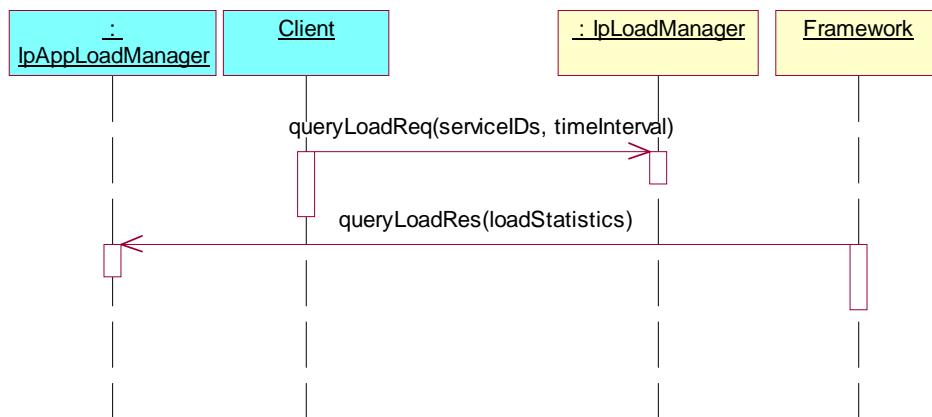 :
IpAppLoadManager
Client
: IpLoadManager
Framework
queryLoadReq(serviceIDs, timeInterval)
queryLoadRes(loadStatistics)